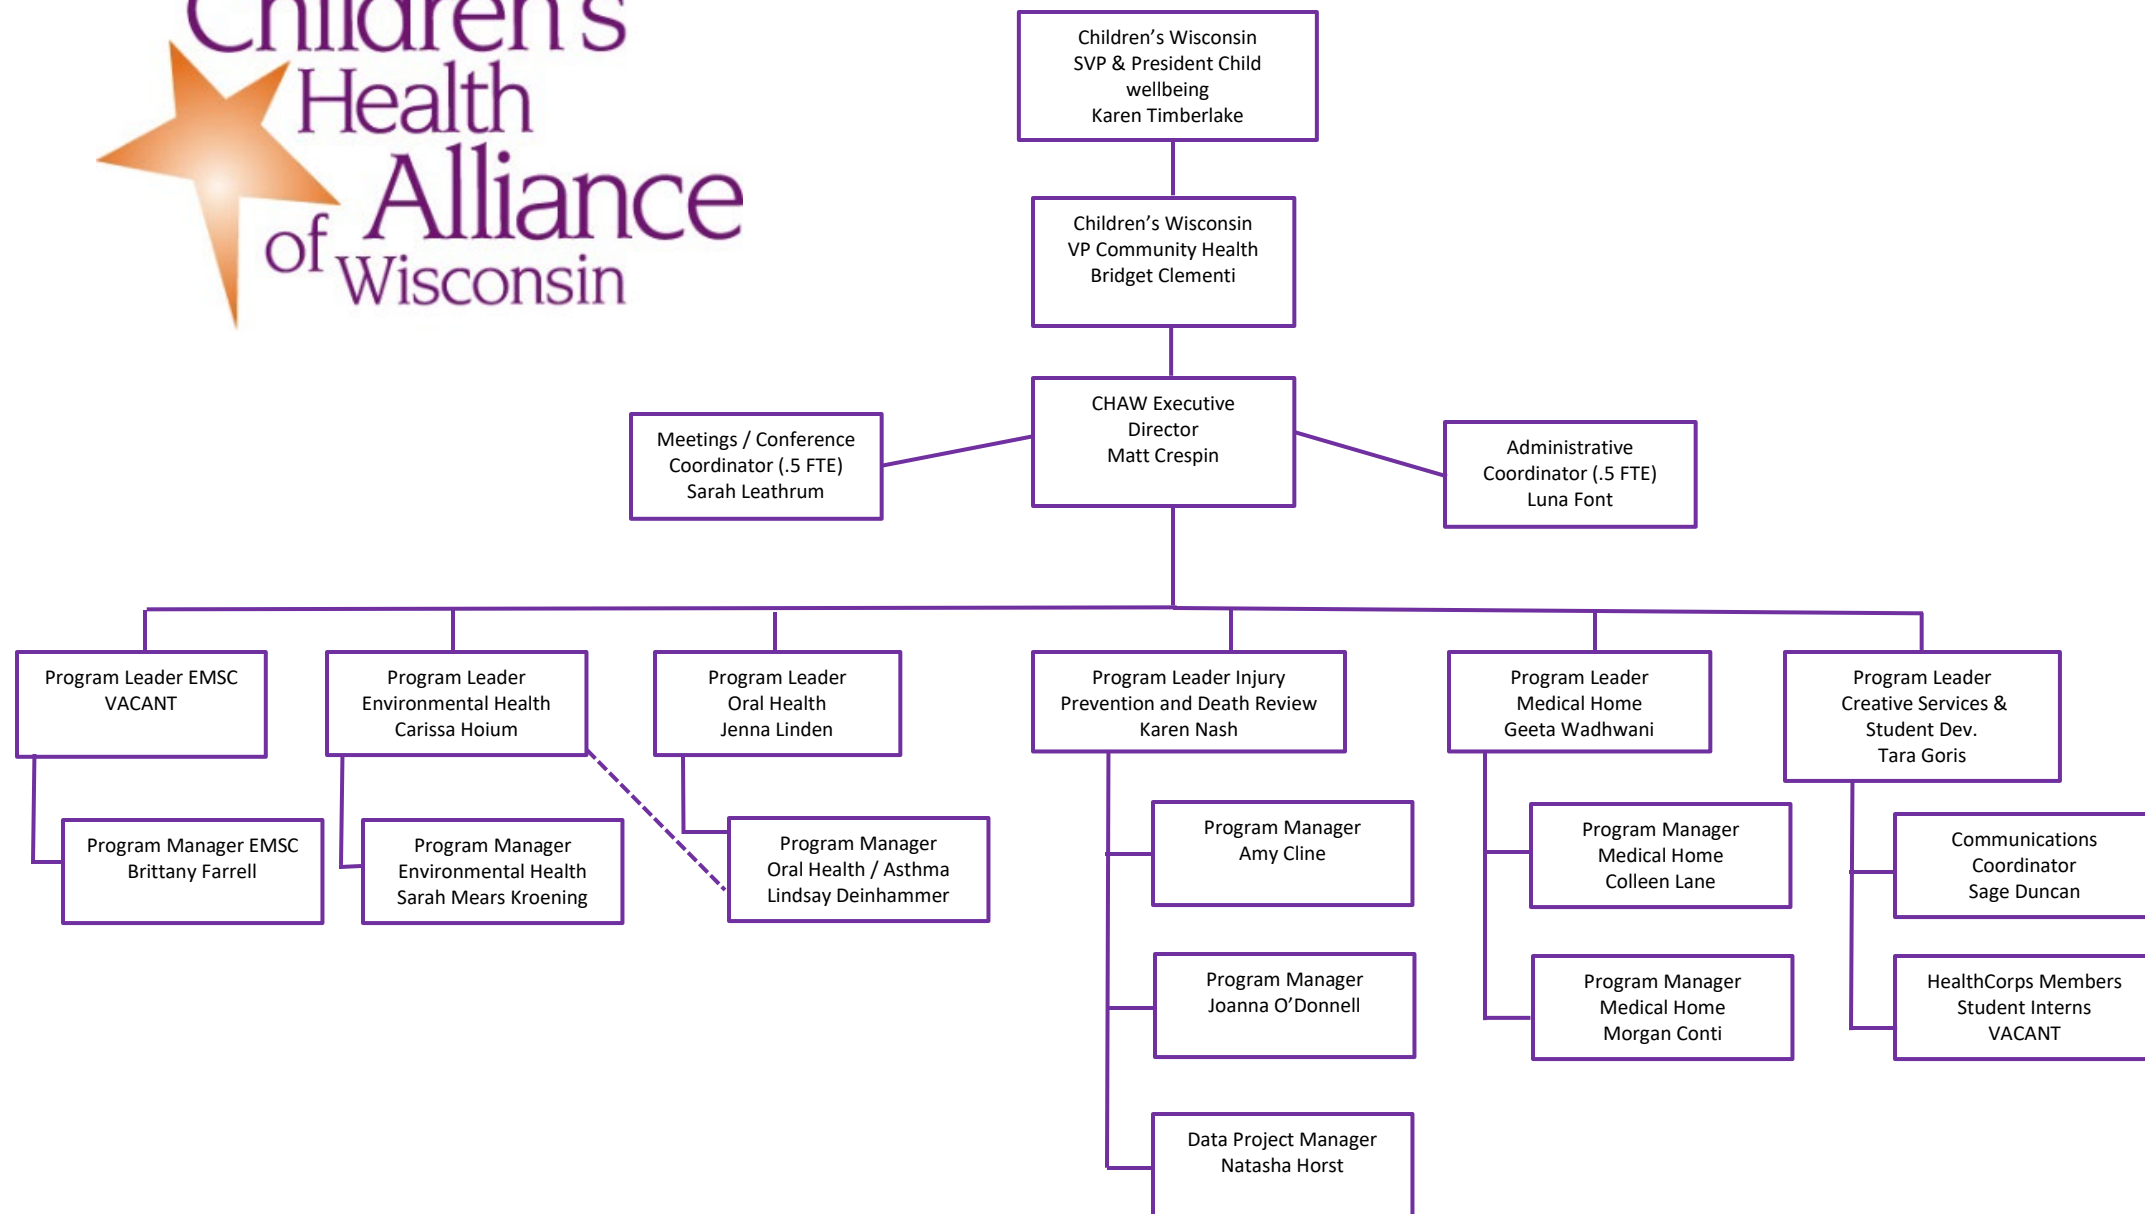 Children's
Health
Alliance
of Wisconsin
Children’s Wisconsin
SVP & President Child
wellbeing
Karen Timberlake
Children’s Wisconsin
VP Community Health
Bridget Clementi
CHAW Executive
Director
Matt Crespin
Meetings / Conference
Coordinator (.5 FTE)
Sarah Leathrum
Administrative
Coordinator (.5 FTE)
Luna Font
Program Leader EMSC
VACANT
Program Leader
Environmental Health
Carissa Hoium
Program Leader
Oral Health
Jenna Linden
Program Leader Injury
Prevention and Death Review
Karen Nash
Program Leader
Medical Home
Geeta Wadhwani
Program Leader
Creative Services &
Student Dev.
Tara Goris
Program Manager EMSC
Brittany Farrell
Program Manager
Environmental Health
Sarah Mears Kroening
Program Manager
Oral Health / Asthma
Lindsay Deinhammer
Program Manager
Amy Cline
Program Manager
Medical Home
Colleen Lane
Communications
Coordinator
Sage Duncan
Program Manager
Joanna O’Donnell
Program Manager
Medical Home
Morgan Conti
HealthCorps Members
Student Interns
VACANT
Data Project Manager
Natasha Horst